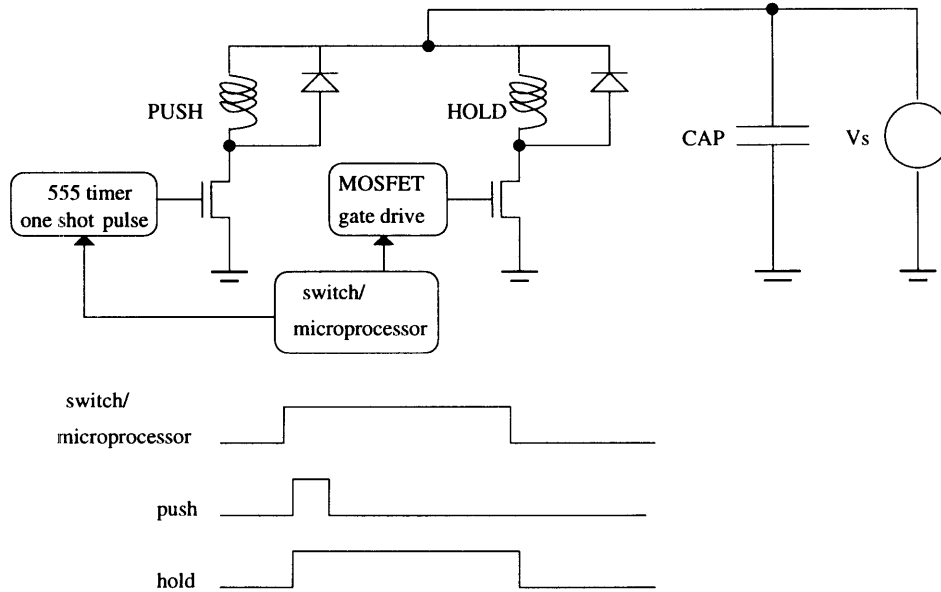 PUSH
HOLD
CAP
Vs
555 timer
one shot pulse
MOSFET
gate drive
switch/
microprocessor
switch/
microprocessor
push
hold